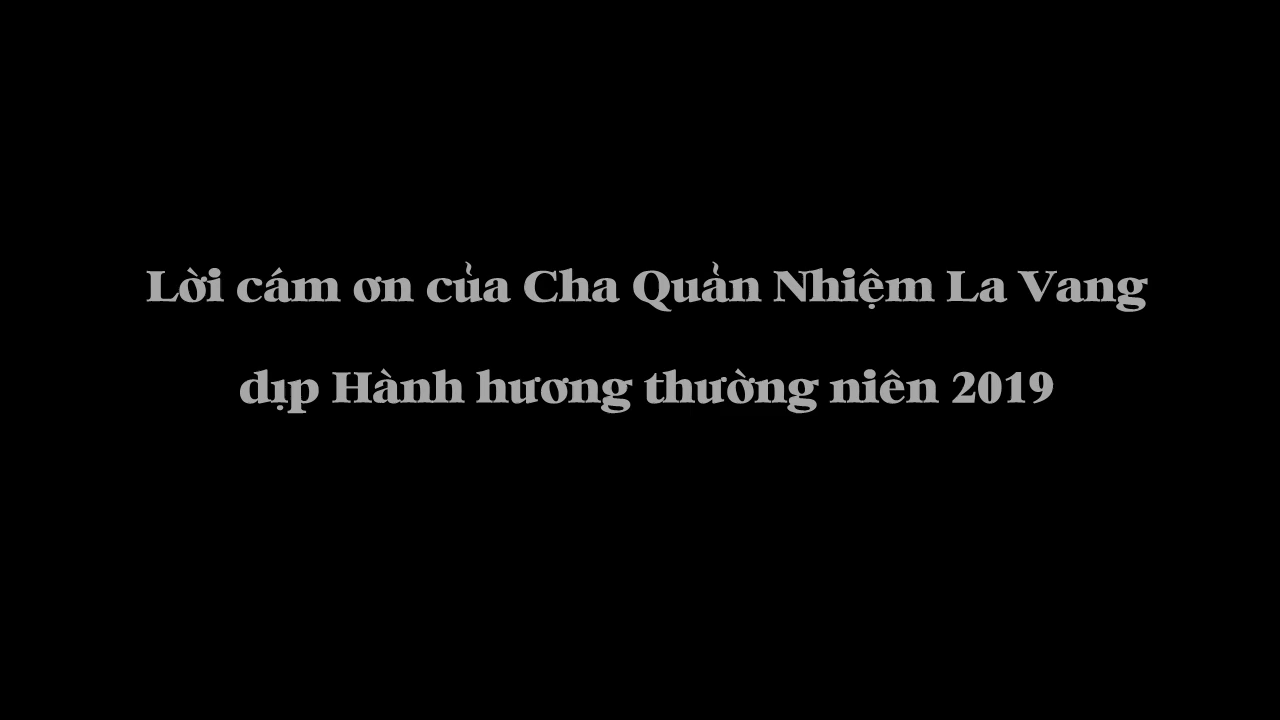 Lời cám ơn của Cha Quản Nhiệm La Vang
dịp Hành hương thường niên 2019